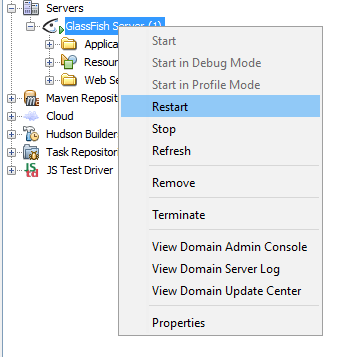 Servers
GlassFish Server (1)
Applica
Resour
Web Se
Maven Reposit
Cloud
Hudson Builder
Task Repositor
JS Test Driver
Start
Start in Debug Mode
Start in Profile Mode
Restart
Stop
Refresh
Remove
Terminate
View Domain Admin Console
View Domain Server Log
View Domain Update Center
Properties